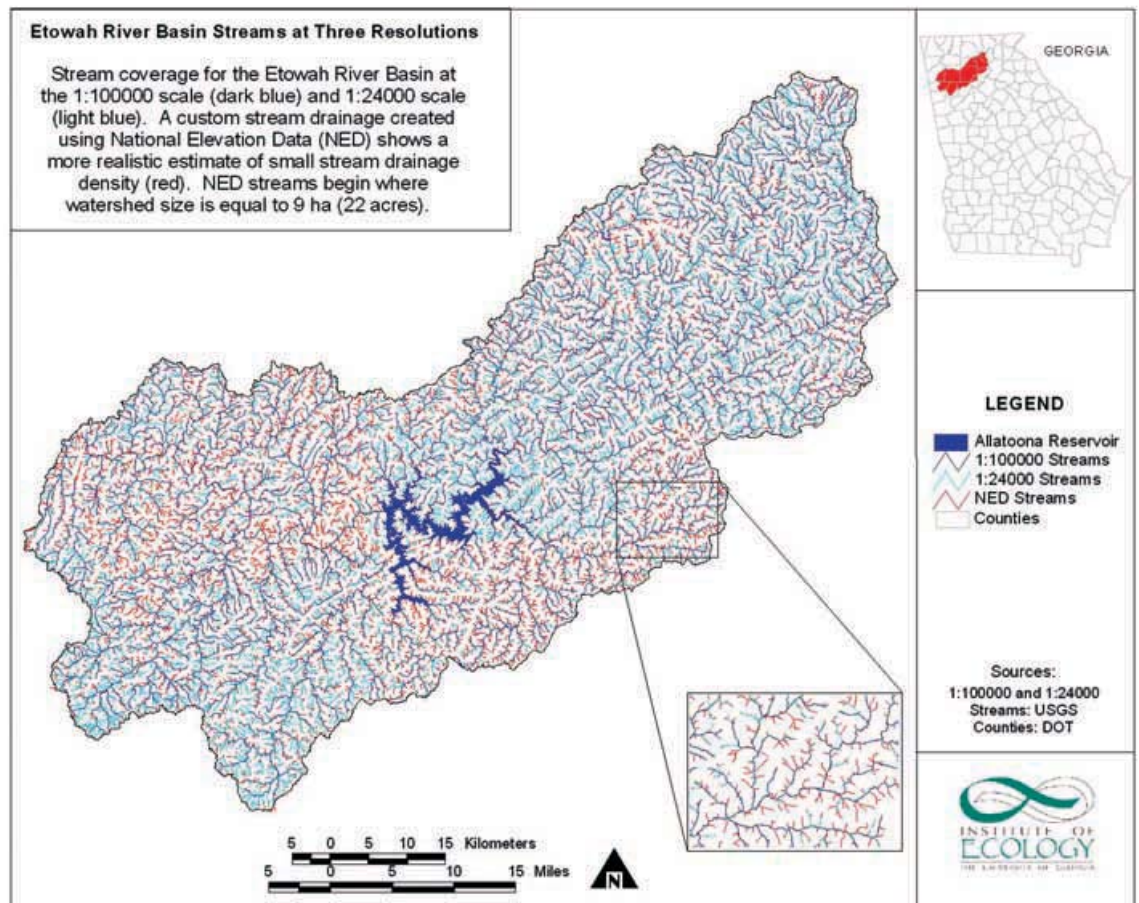 Etowah River Basin Streams at Three Resolutions
Stream coverage for the Etowah River Basin at
the 1:100000 scale (dark blue) and 1:24000 scale
(light blue). A custom stream drainage created
using National Elevation Data (NED) shows a
more realistic estimate of small stream drainage
density (red). NED streams begin where
watershed size is equal to 9 ha (22 acres).
GEORGIA
LEGEND
Allatoona Reservoir
1:100000 Streams
1:24000 Streams
NED Streams
Counties
Sources:
1:100000 and 1:24000
Streams: USGS
Counties: DOT
5 0 5 10 15 Kilometers
5 0 5 10 15 Miles
N
INSTITUTE OF
ECOLOGY
THE UNIVERSITY OF GEORGIA